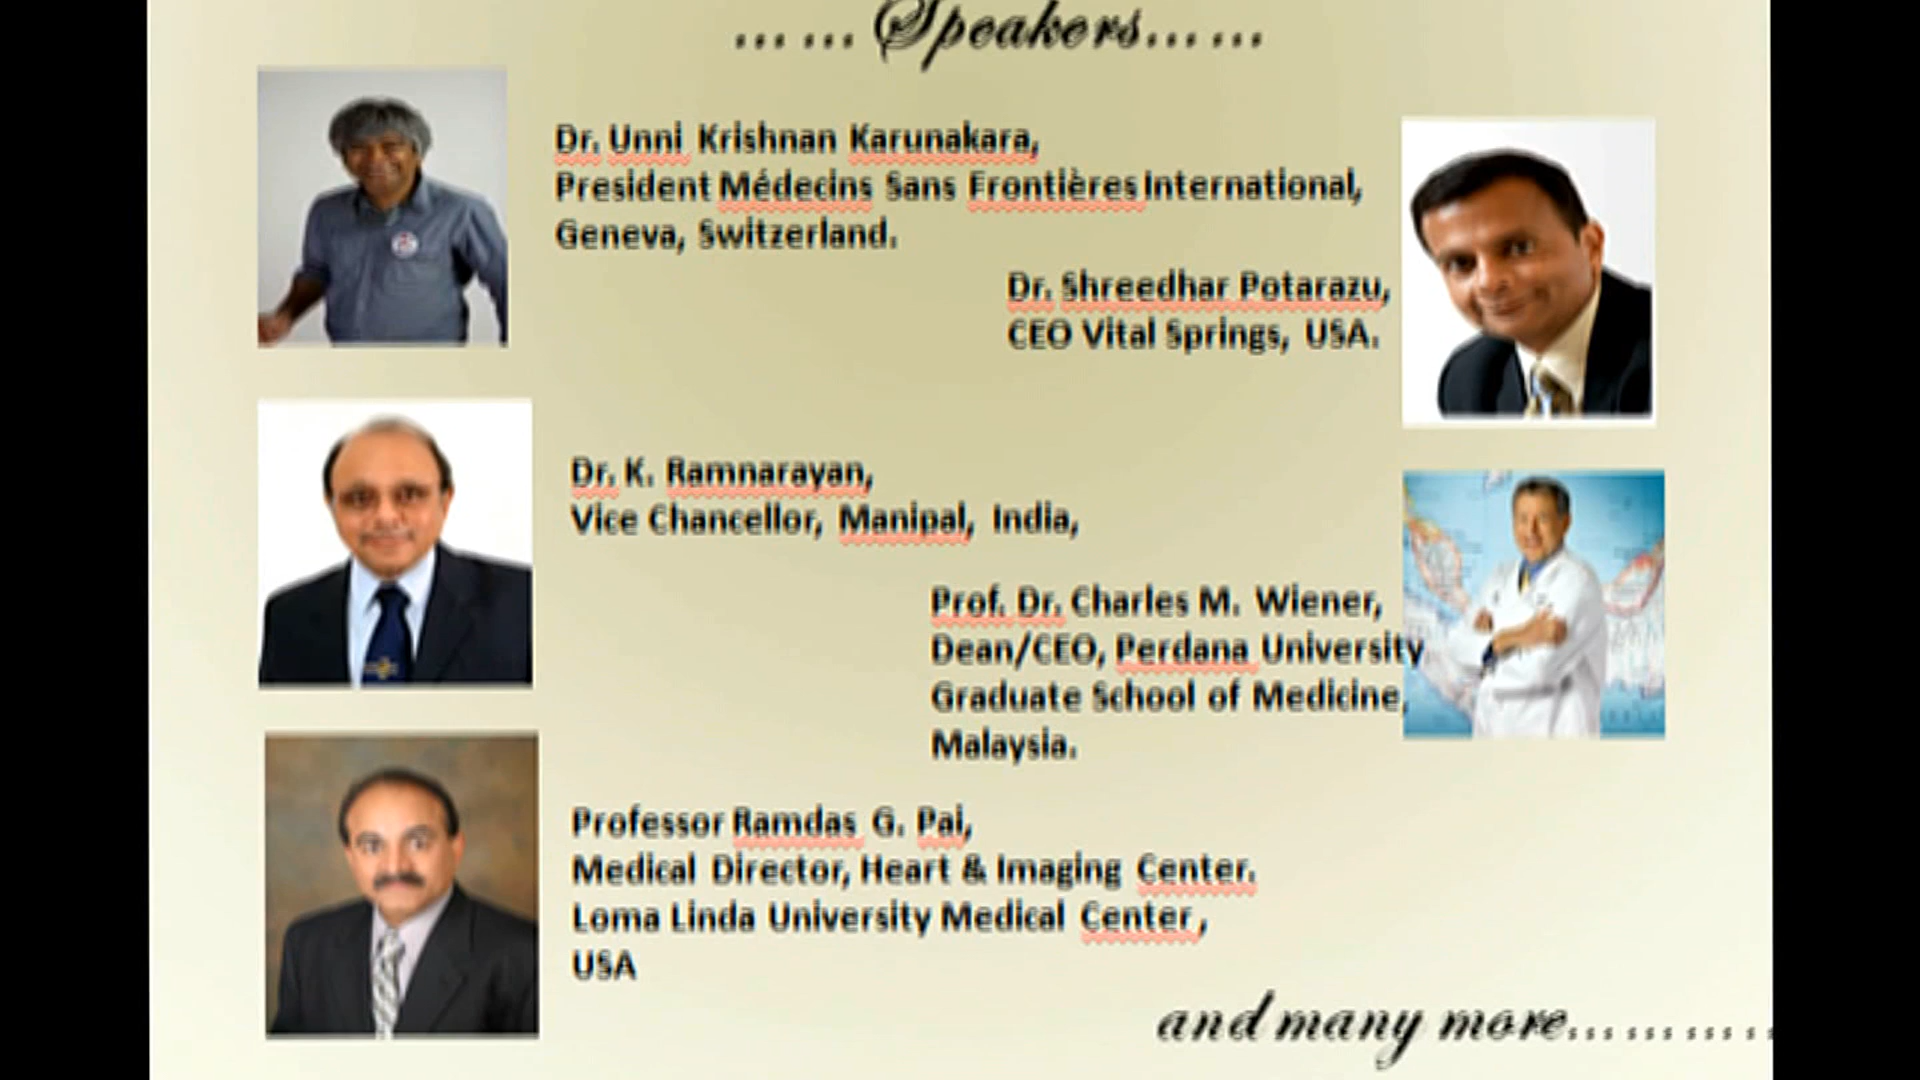 ……Speakers……
Dr. Unni Krishnan Karunakara,
President Médecins Sans Frontières International,
Geneva, Switzerland.
Dr. Shreedhar Potarazu,
CEO Vital Springs, USA.
Dr. K. Ramnarayan,
Vice Chancellor, Manipal, India,
Prof. Dr. Charles M. Wiener,
Dean/CEO, Perdana University
Graduate School of Medicine,
Malaysia.
Professor Ramdas G. Pai,
Medical Director, Heart & Imaging Center.
Loma Linda University Medical Center,
USA
and many more…………